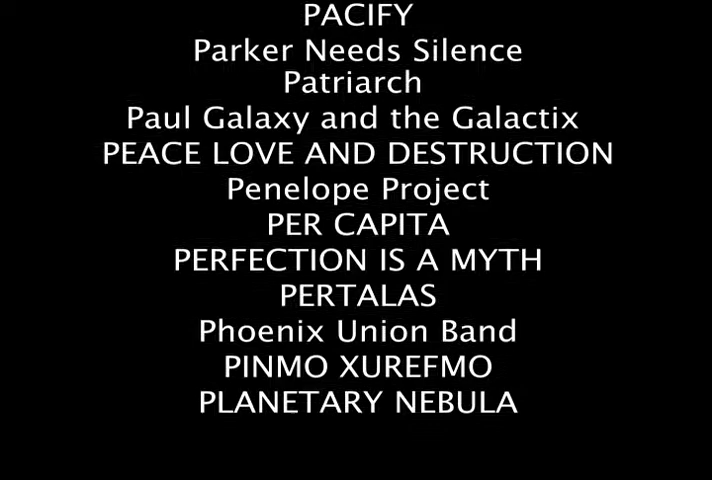 PACIFY
Parker Needs Silence
Patriarch
Paul Galaxy and the Galactix
PEACE LOVE AND DESTRUCTION
Penelope Project
PER CAPITA
PERFECTION IS A MYTH
PERTALAS
Phoenix Union Band
PINMO XUREFMO
PLANETARY NEBULA